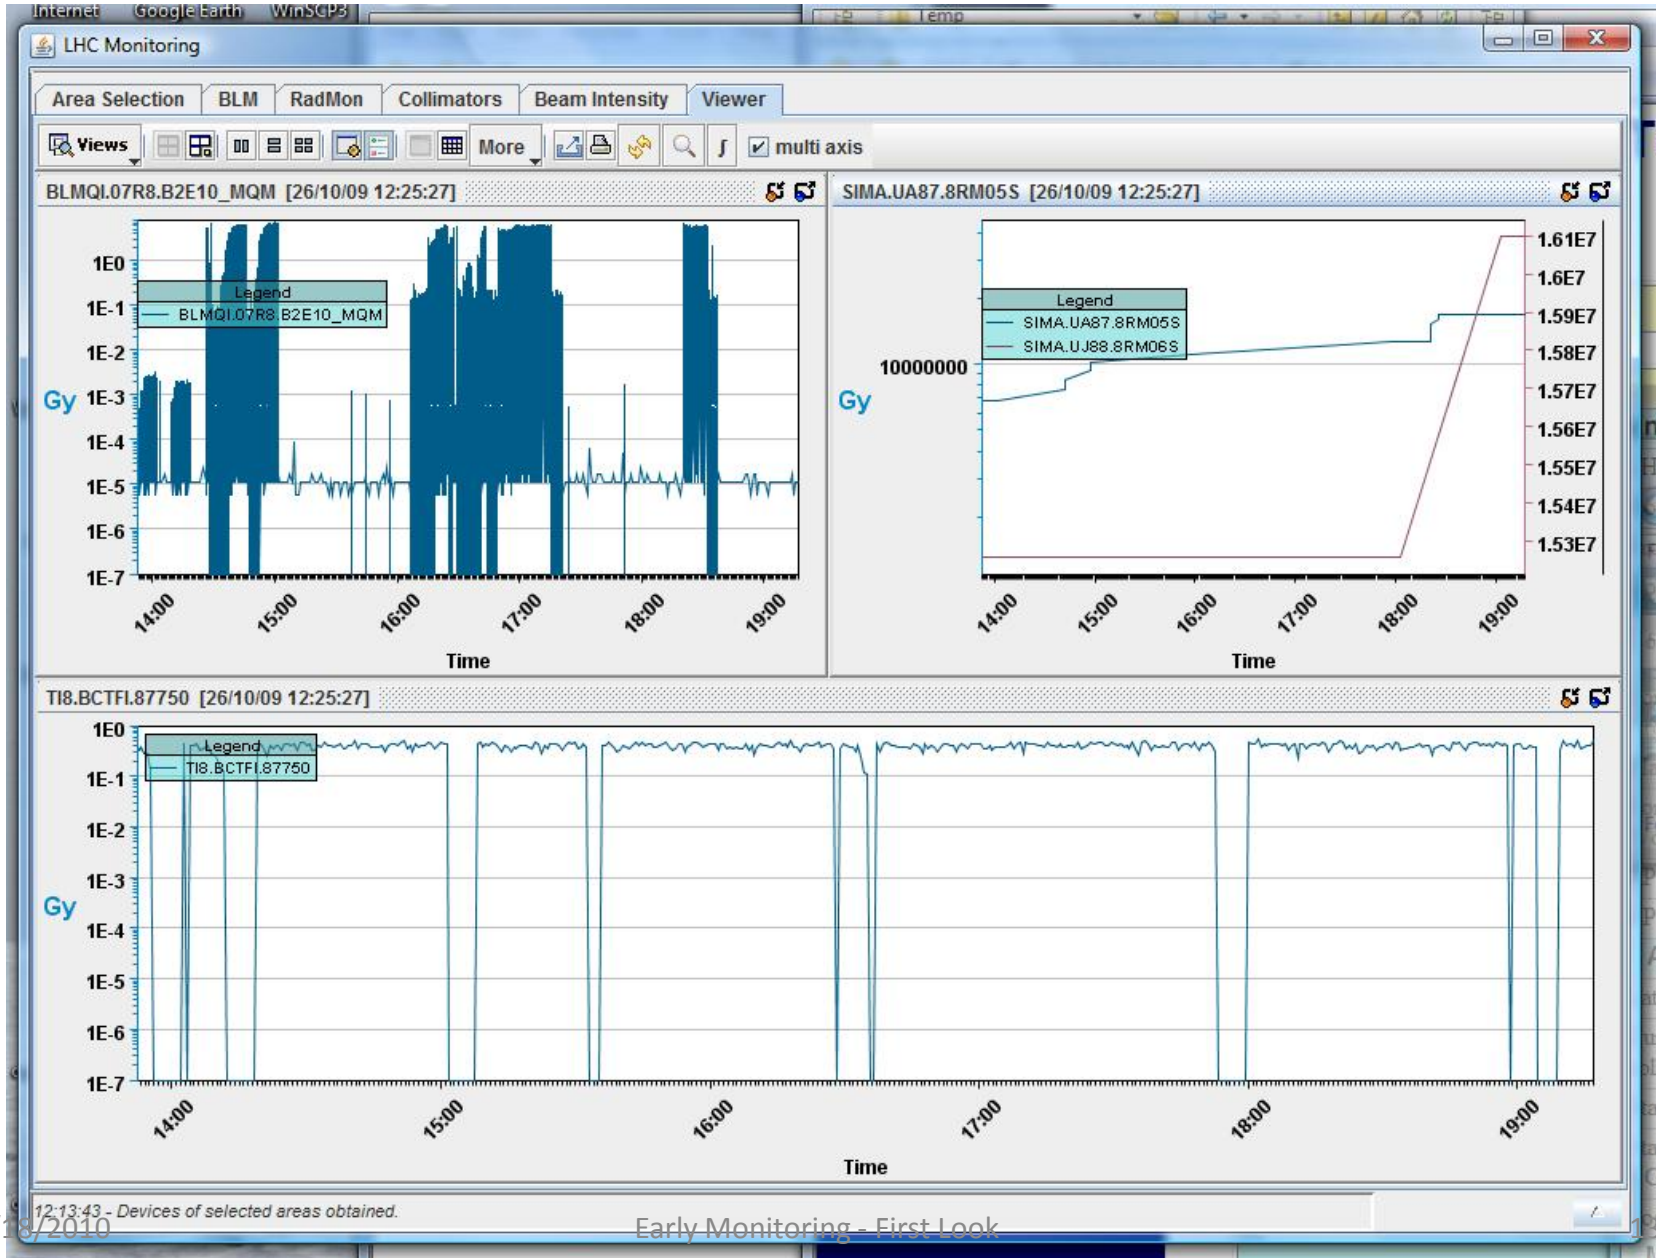 Internet Google Earth WinSCP3
Temp
LHC Monitoring
Area Selection BLM RadMon Collimators Beam Intensity Viewer
Views More multi axis
BLMQI.07R8.B2E10_MQM [26/10/09 12:25:27]
1E0
1E-1
1E-2
1E-3
1E-4
1E-5
1E-6
1E-7
Gy
Legend
BLMQI.07R8.B2E10_MQM
14:00 15:00 16:00 17:00 18:00 19:00
Time
SIMA.UA87.8RM05S [26/10/09 12:25:27]
10000000
Gy
Legend
SIMA.UA87.8RM05S
SIMA.UJ88.8RM06S
1.61E7
1.6E7
1.59E7
1.58E7
1.57E7
1.56E7
1.55E7
1.54E7
1.53E7
14:00 15:00 16:00 17:00 18:00 19:00
Time
TI8.BCTFI.87750 [26/10/09 12:25:27]
1E0
1E-1
1E-2
1E-3
1E-4
1E-5
1E-6
1E-7
Gy
Legend
TI8.BCTFI.87750
14:00 15:00 16:00 17:00 18:00 19:00
Time
12:13:43 - Devices of selected areas obtained.
18/2010 Early Monitoring - First Look